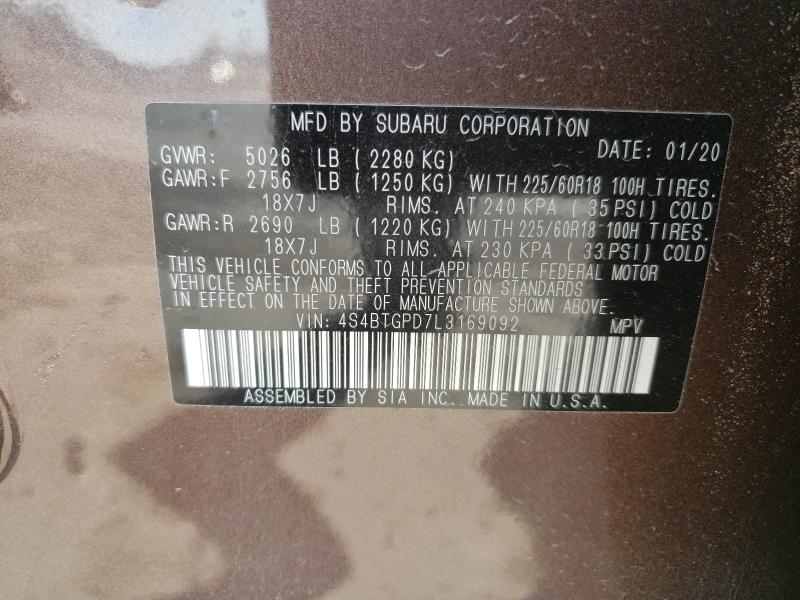 MFD BY SUBARU CORPORATION
DATE: 01/20
GVWR: 5026 LB ( 2280 KG)
GAWR:F 2756 LB ( 1250 KG) WITH 225/60R18 100H TIRES.
18X7J RIMS. AT 240 KPA ( 35 PSI) COLD
GAWR:R 2690 LB ( 1220 KG) WITH 225/60R18 100H TIRES.
18X7J RIMS. AT 230 KPA ( 33 PSI) COLD
THIS VEHICLE CONFORMS TO ALL APPLICABLE FEDERAL MOTOR
VEHICLE SAFETY AND THEFT PREVENTION STANDARDS
IN EFFECT ON THE DATE OF MANUFACTURE SHOWN ABOVE.
VIN: 4S4BTGPD7L3169092 MPV
ASSEMBLED BY SIA INC. MADE IN U.S.A.